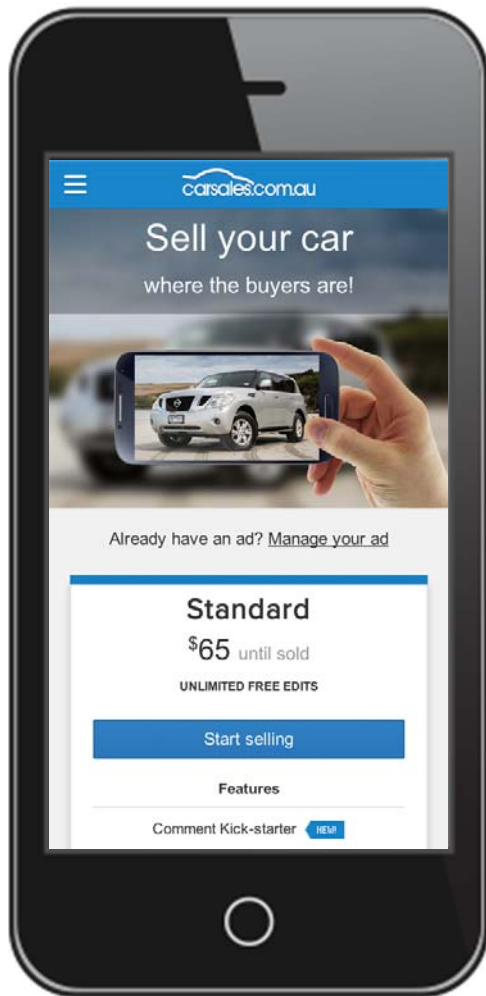 carsales.com.au
Sell your car
where the buyers are!
Already have an ad? Manage your ad
Standard
$65 until sold
UNLIMITED FREE EDITS
Start selling
Features
Comment Kick-starter NEW!